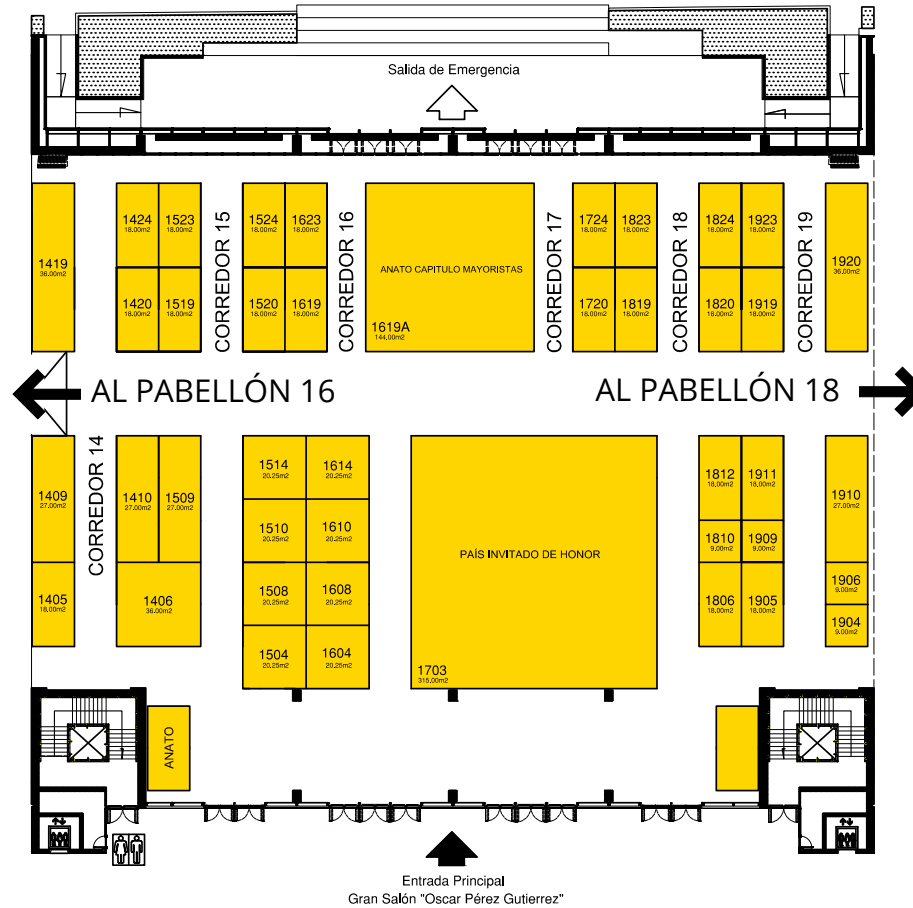 Salida de Emergencia
1419
36.00m2
1424
18.00m2
1523
18.00m2
1420
18.00m2
1519
18.00m2
CORREDOR 15
1524
18.00m2
1623
18.00m2
1520
18.00m2
1619
18.00m2
CORREDOR 16
ANATO CAPITULO MAYORISTAS
1619A
144.00m2
CORREDOR 17
1724
18.00m2
1823
18.00m2
1720
18.00m2
1819
18.00m2
CORREDOR 18
1824
18.00m2
1923
18.00m2
1820
18.00m2
1919
18.00m2
CORREDOR 19
1920
36.00m2
AL PABELLÓN 16
AL PABELLÓN 18
1409
27.00m2
1405
18.00m2
CORREDOR 14
1410
27.00m2
1509
27.00m2
1406
36.00m2
1514
20.25m2
1614
20.25m2
1510
20.25m2
1610
20.25m2
1508
20.25m2
1608
20.25m2
1504
20.25m2
1604
20.25m2
PAÍS INVITADO DE HONOR
1703
315.00m2
1812
18.00m2
1911
18.00m2
1810
9.00m2
1909
9.00m2
1806
18.00m2
1905
18.00m2
1910
27.00m2
1906
9.00m2
1904
9.00m2
ANATO
Entrada Principal
Gran Salón "Oscar Pérez Gutierrez"